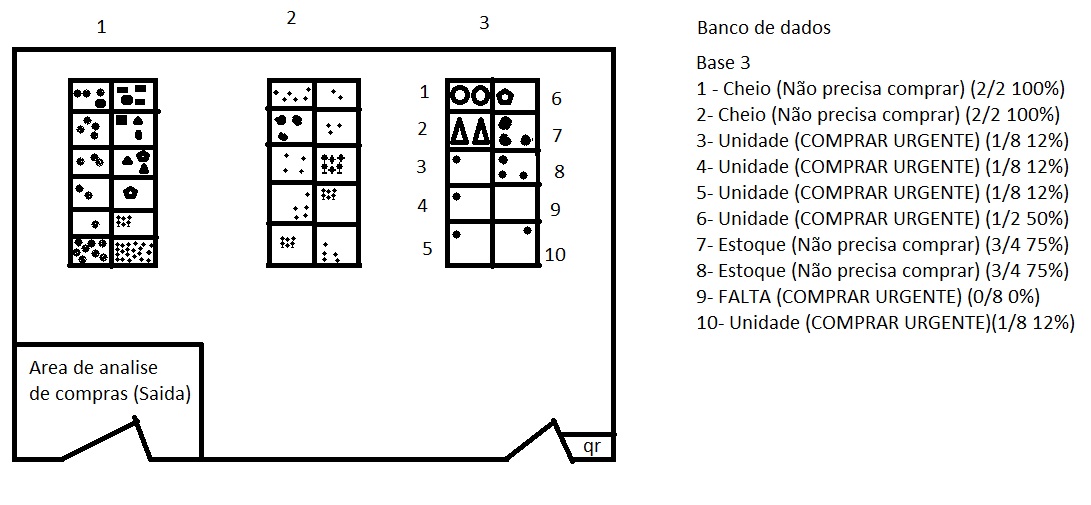 1 2 3
Banco de dados
Base 3
1 - Cheio (Não precisa comprar) (2/2 100%)
2- Cheio (Não precisa comprar) (2/2 100%)
3- Unidade (COMPRAR URGENTE) (1/8 12%)
4- Unidade (COMPRAR URGENTE) (1/8 12%)
5- Unidade (COMPRAR URGENTE) (1/8 12%)
6- Unidade (COMPRAR URGENTE) (1/2 50%)
7- Estoque (Não precisa comprar) (3/4 75%)
8- Estoque (Não precisa comprar) (3/4 75%)
9- FALTA (COMPRAR URGENTE) (0/8 0%)
10- Unidade (COMPRAR URGENTE)(1/8 12%)
1 6
2 7
3 8
4 9
5 10
Area de analise
de compras (Saida)
qr